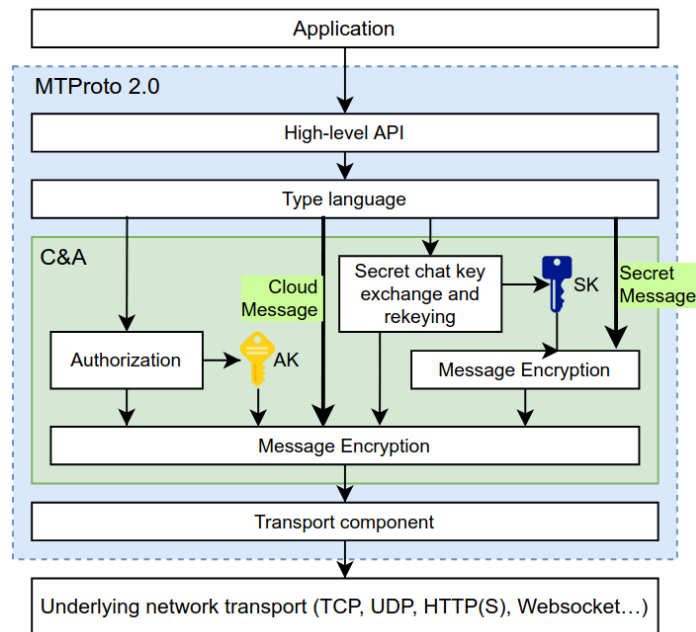 Application
MTProto 2.0
High-level API
Type language
C&A
Cloud
Message
Secret chat key
exchange and
rekeying
SK
Secret
Message
Authorization
AK
Message Encryption
Message Encryption
Transport component
Underlying network transport (TCP, UDP, HTTP(S), Websocket...)